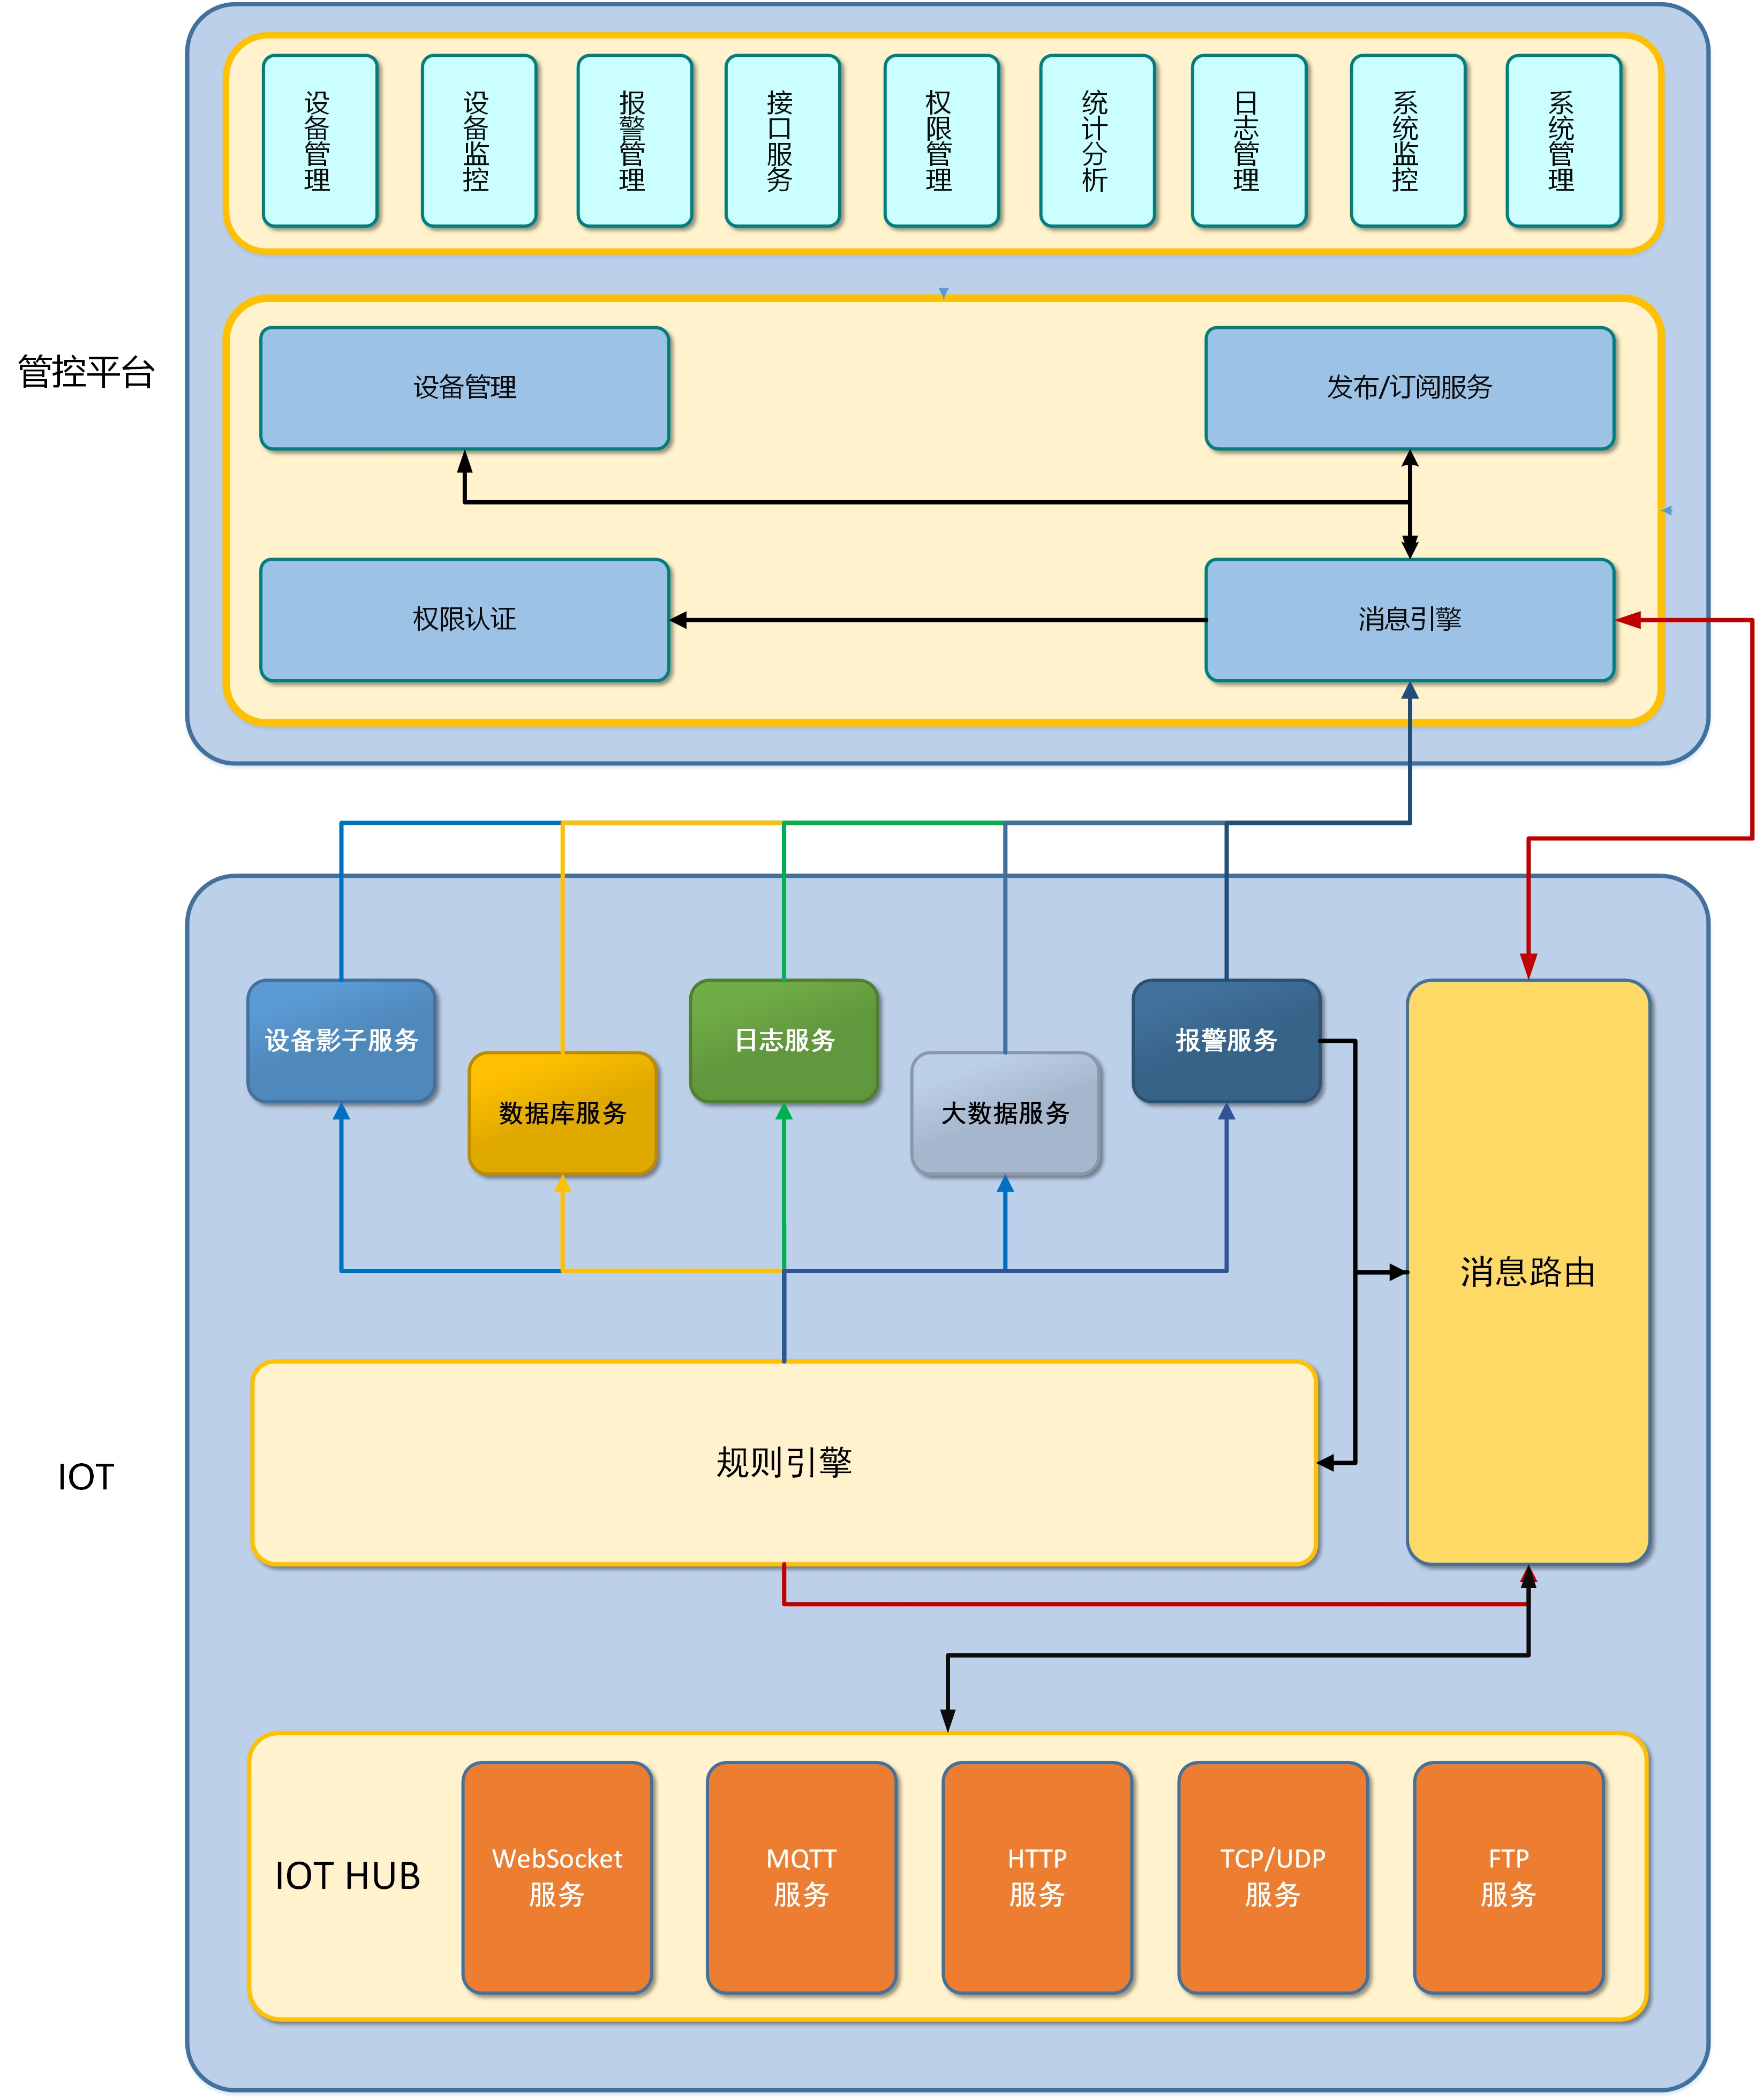 设备管理
设备监控
报警管理
接口服务
权限管理
统计分析
日志管理
系统监控
系统管理
管控平台
设备管理
发布/订阅服务
权限认证
消息引擎
设备影子服务
日志服务
报警服务
数据库服务
大数据服务
消息路由
规则引擎
IOT
IOT HUB
WebSocket
服务
MQTT
服务
HTTP
服务
TCP/UDP
服务
FTP
服务